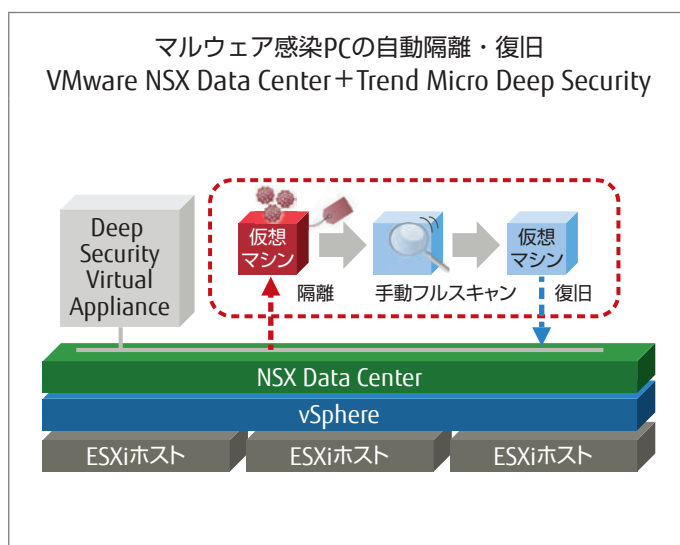 マルウェア感染PCの自動隔離・復旧
VMware NSX Data Center＋Trend Micro Deep Security
Deep
Security
Virtual
Appliance
仮想
マシン
隔離
手動フルスキャン
仮想
マシン
復旧
NSX Data Center
vSphere
ESXiホスト
ESXiホスト
ESXiホスト